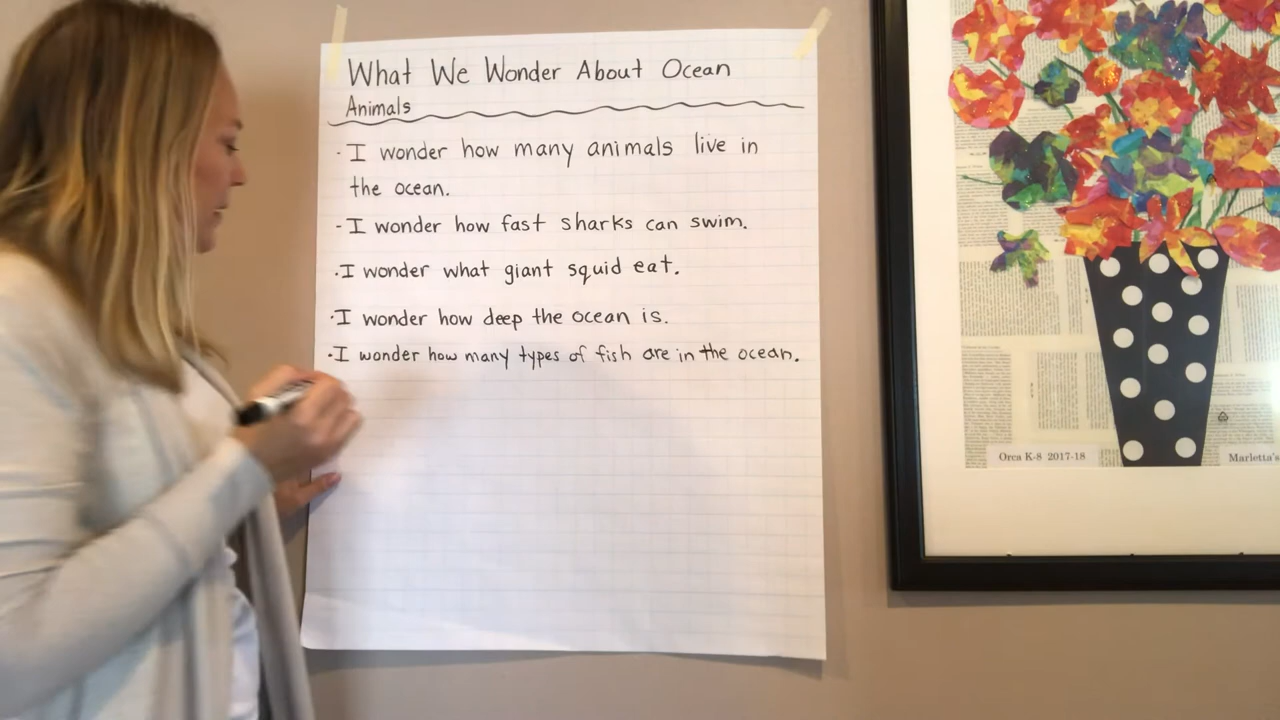 What We Wonder About Ocean
Animals
· I wonder how many animals live in
the ocean.
- I wonder how fast sharks can swim.
· I wonder what giant squid eat.
· I wonder how deep the ocean is.
· I wonder how many types of fish are in the ocean.
Orca K-8 2017-18
Marletta's